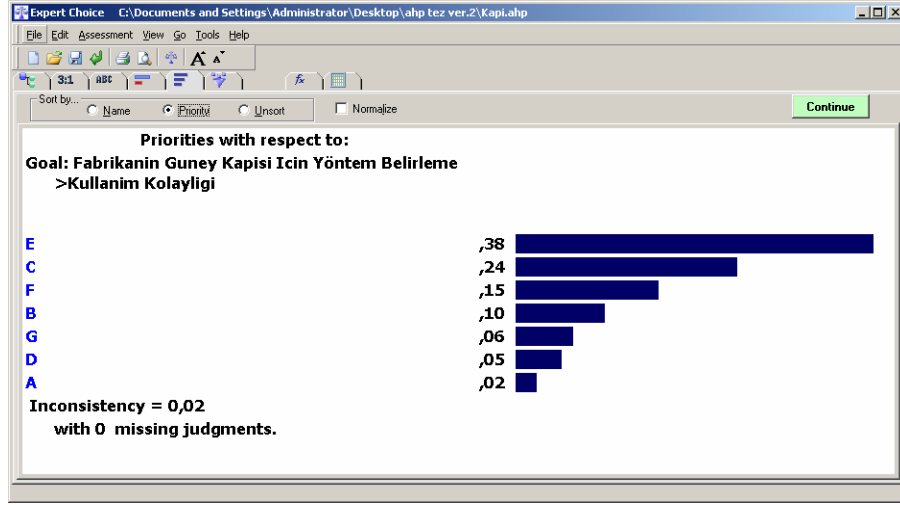 Expert Choice C:\Documents and Settings\Administrator\Desktop\ahp tez ver.2\Kapi.ahp
File Edit Assessment View Go Tools Help
A A
3:1 ABC fx
Sort by... Name Priority Unsort Normalize Continue
Priorities with respect to:
Goal: Fabrikanin Guney Kapisi Icin Yöntem Belirleme
>Kullanim Kolayligi
E ,38
C ,24
F ,15
B ,10
G ,06
D ,05
A ,02
Inconsistency = 0,02
with 0 missing judgments.